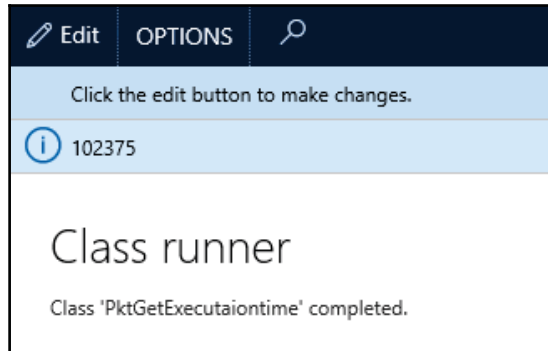 Edit OPTIONS
Click the edit button to make changes.
102375
Class runner
Class 'PktGetExecutaiontime' completed.